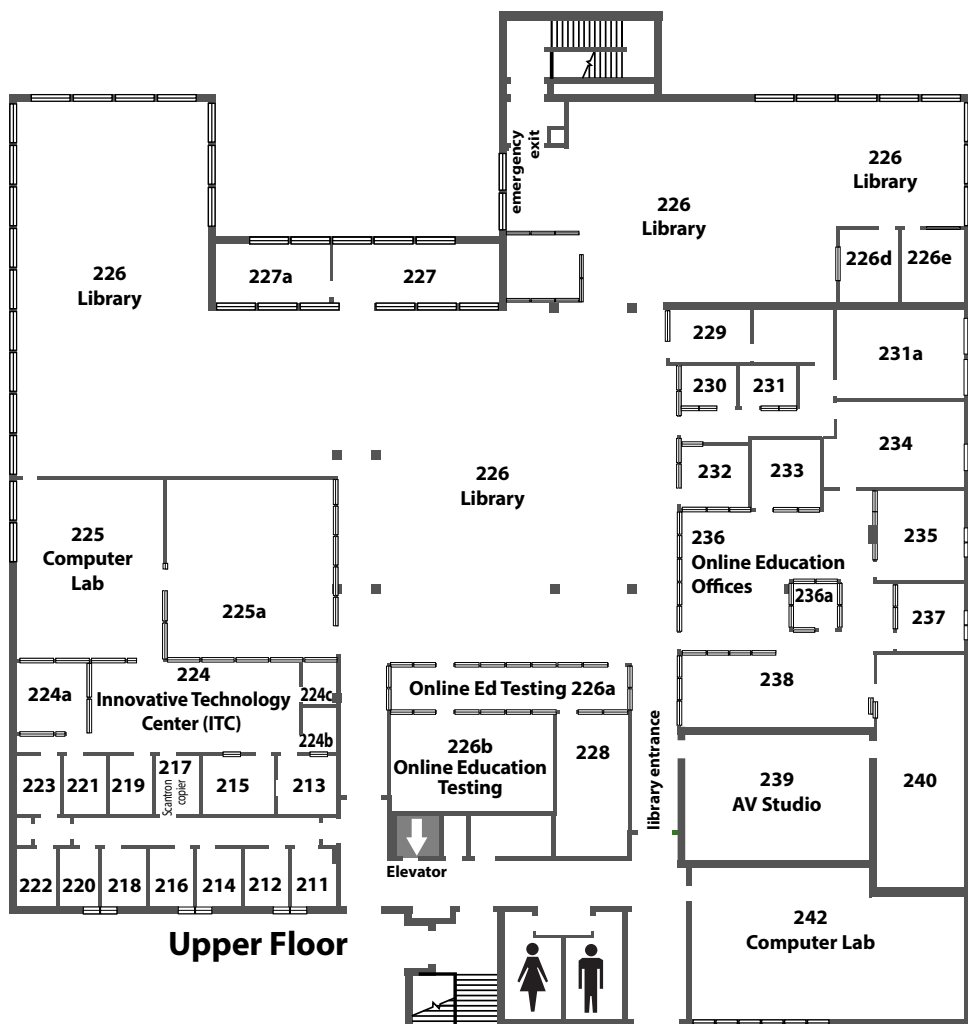 emergency
exit
226
Library
226
Library
226d
226e
227a
227
226
Library
229
231a
230
231
234
226
Library
232
233
225
Computer
Lab
236
Online Education
Offices
235
236a
237
225a
224
Innovative Technology
Center (ITC)
224a
224c
224b
Online Ed Testing 226a
238
226b
Online Education
Testing
228
library entrance
223
221
219
217
Scantron
copier
215
213
239
AV Studio
240
Elevator
222
220
218
216
214
212
211
242
Computer Lab
Upper Floor